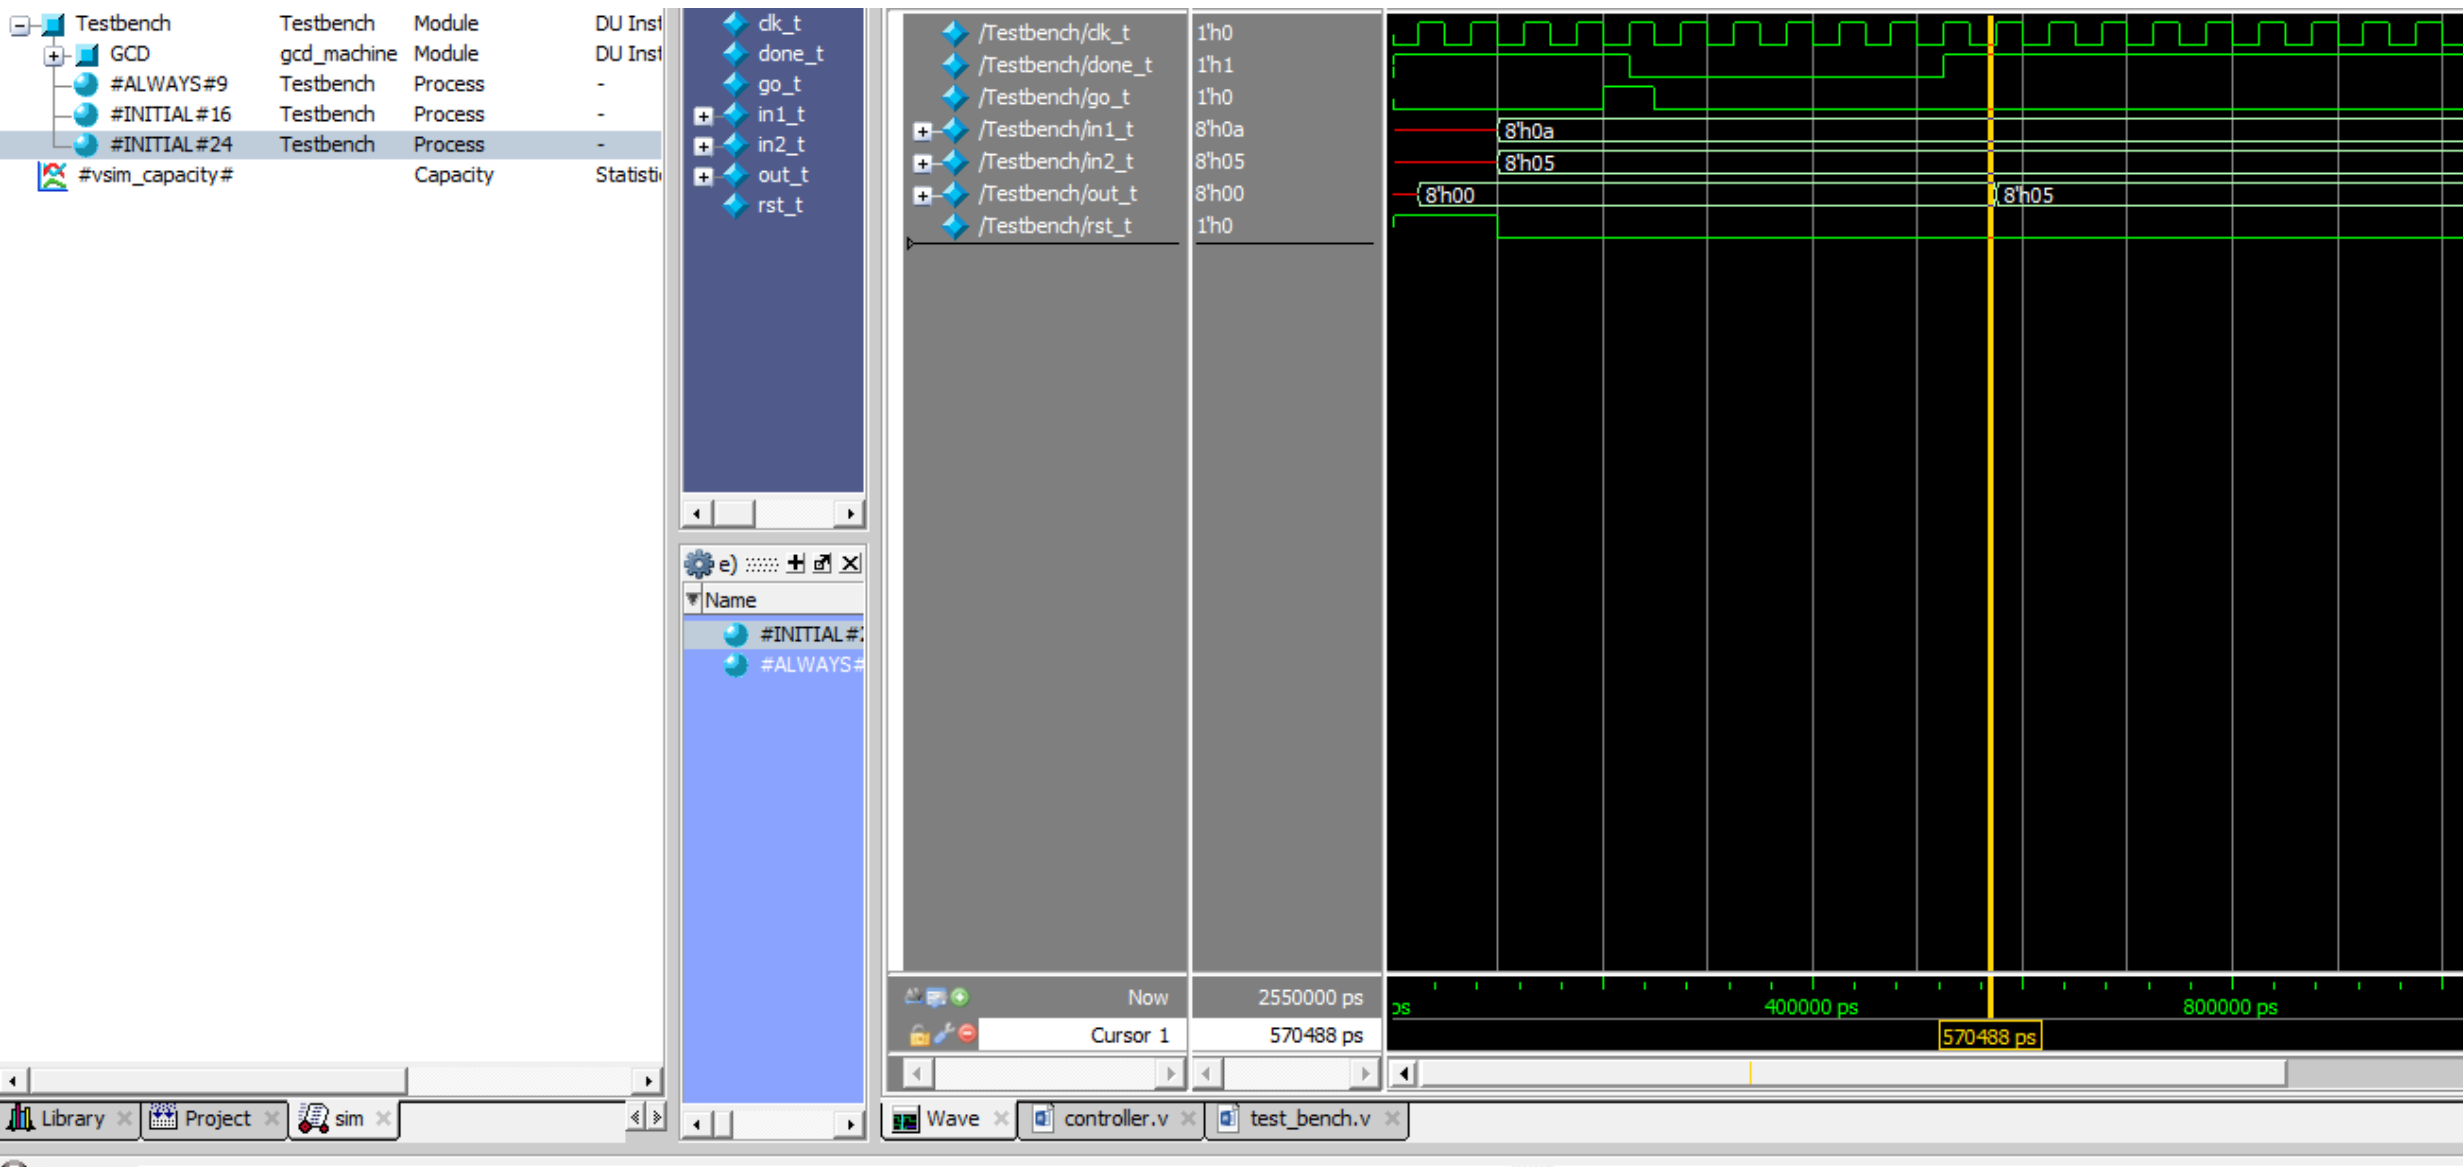 Testbench Testbench Module DU Inst
GCD gcd_machine Module DU Inst
#ALWAYS#9 Testbench Process -
#INITIAL#16 Testbench Process -
#INITIAL#24 Testbench Process -
#vsim_capacity# Capacity Statisti
clk_t
done_t
go_t
in1_t
in2_t
out_t
rst_t
e)
Name
#INITIAL#2
#ALWAYS#
/Testbench/clk_t 1'h0
/Testbench/done_t 1'h1
/Testbench/go_t 1'h0
/Testbench/in1_t 8'h0a 8'h0a
/Testbench/in2_t 8'h05 8'h05
/Testbench/out_t 8'h00 8'h00 8'h05
/Testbench/rst_t 1'h0
Now 2550000 ps ps 400000 ps 800000 ps
Cursor 1 570488 ps 570488 ps
Library Project sim
Wave controller.v test_bench.v